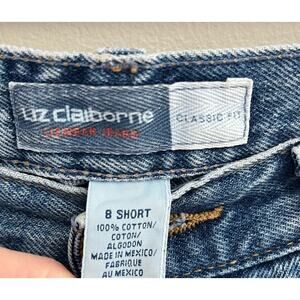 Liz claiborne
LIZWEAR JEANS
CLASSIC FIT
8 SHORT
100% COTTON/
COTON/
ALGODON
MADE IN MEXICO/
FABRIQUE
AU MEXICO